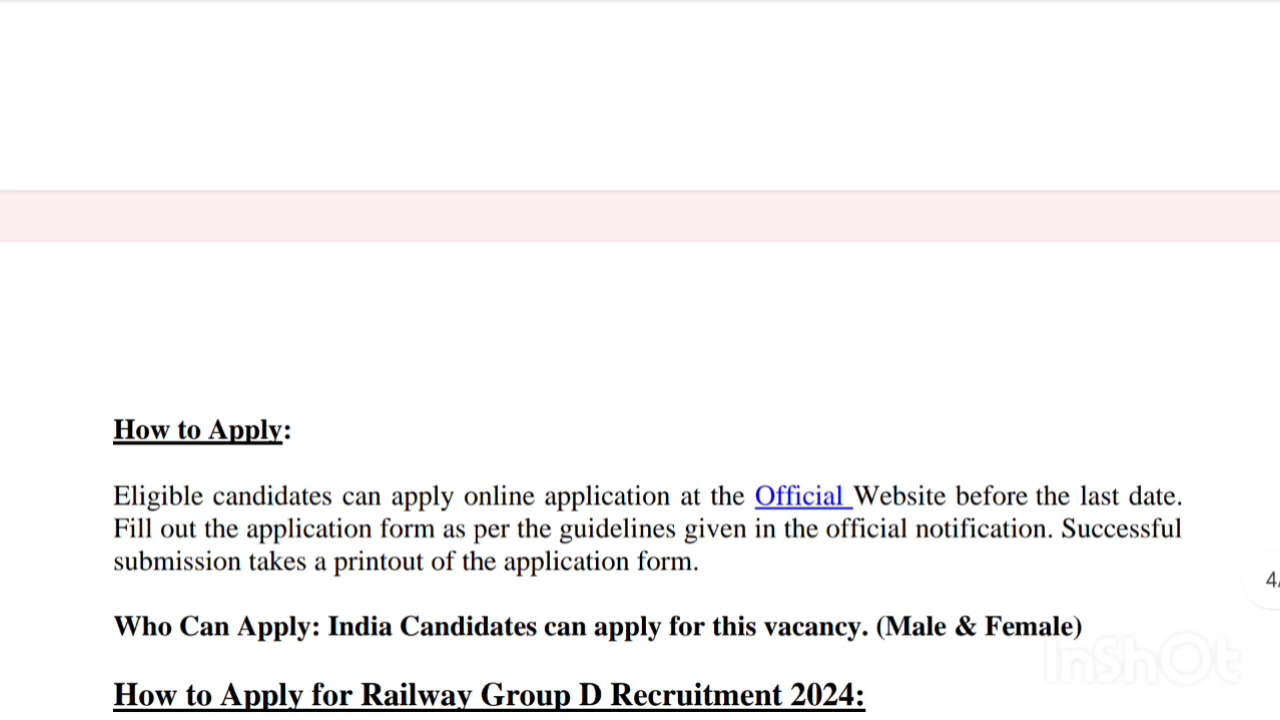 How to Apply:
Eligible candidates can apply online application at the Official Website before the last date.
Fill out the application form as per the guidelines given in the official notification. Successful
submission takes a printout of the application form.
4/
Who Can Apply: India Candidates can apply for this vacancy. (Male & Female)
InShOt
How to Apply for Railway Group D Recruitment 2024: